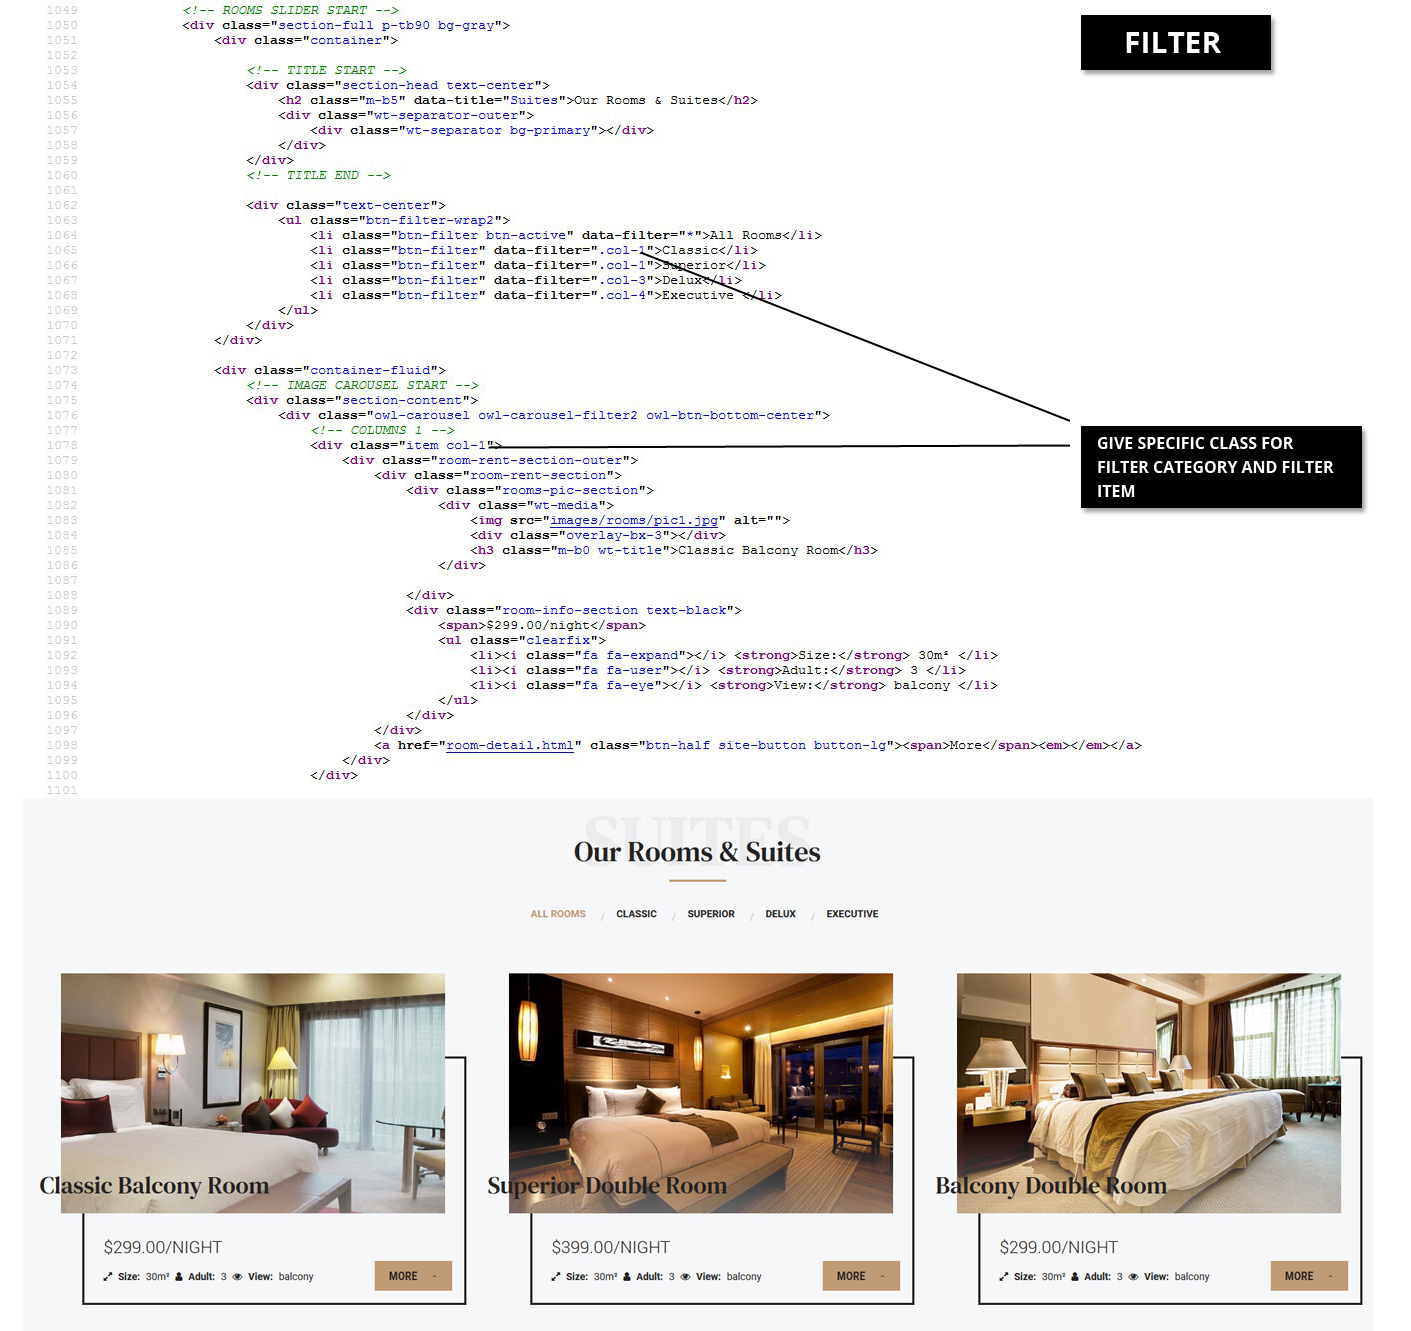 1049 <!-- ROOMS SLIDER START -->
1050 <div class="section-full p-tb90 bg-gray">
1051 <div class="container">
1052
1053 <!-- TITLE START -->
1054 <div class="section-head text-center">
1055 <h2 class="m-b5" data-title="Suites">Our Rooms & Suites</h2>
1056 <div class="wt-separator-outer">
1057 <div class="wt-separator bg-primary"></div>
1058 </div>
1059 </div>
1060 <!-- TITLE END -->
1061
1062 <div class="text-center">
1063 <ul class="btn-filter-wrap2">
1064 <li class="btn-filter btn-active" data-filter="*">All Rooms</li>
1065 <li class="btn-filter" data-filter=".col-1">Classic</li>
1066 <li class="btn-filter" data-filter=".col-1">Superior</li>
1067 <li class="btn-filter" data-filter=".col-3">Delux</li>
1068 <li class="btn-filter" data-filter=".col-4">Executive </li>
1069 </ul>
1070 </div>
1071 </div>
1072
1073 <div class="container-fluid">
1074 <!-- IMAGE CAROUSEL START -->
1075 <div class="section-content">
1076 <div class="owl-carousel owl-carousel-filter2 owl-btn-bottom-center">
1077 <!-- COLUMNS 1 -->
1078 <div class="item col-1">
1079 <div class="room-rent-section-outer">
1080 <div class="room-rent-section">
1081 <div class="rooms-pic-section">
1082 <div class="wt-media">
1083 <img src="images/rooms/pic1.jpg" alt="">
1084 <div class="overlay-bx-3"></div>
1085 <h3 class="m-b0 wt-title">Classic Balcony Room</h3>
1086 </div>
1087
1088 </div>
1089 <div class="room-info-section text-black">
1090 <span>$299.00/night</span>
1091 <ul class="clearfix">
1092 <li><i class="fa fa-expand"></i> <strong>Size:</strong> 30m² </li>
1093 <li><i class="fa fa-user"></i> <strong>Adult:</strong> 3 </li>
1094 <li><i class="fa fa-eye"></i> <strong>View:</strong> balcony </li>
1095 </ul>
1096 </div>
1097 </div>
1098 <a href="room-detail.html" class="btn-half site-button button-lg"><span>More</span><em></em></a>
1099 </div>
1100 </div>
1101
FILTER
GIVE SPECIFIC CLASS FOR
FILTER CATEGORY AND FILTER
ITEM
SUITES
Our Rooms & Suites
ALL ROOMS / CLASSIC / SUPERIOR / DELUX / EXECUTIVE
Classic Balcony Room
$299.00/NIGHT
Size: 30m² Adult: 3 View: balcony
MORE -
Superior Double Room
$399.00/NIGHT
Size: 30m² Adult: 3 View: balcony
MORE -
Balcony Double Room
$299.00/NIGHT
Size: 30m² Adult: 3 View: balcony
MORE -